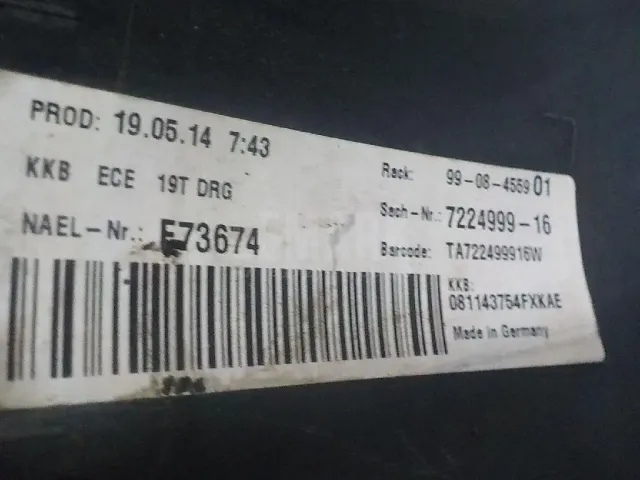 PROD: 19.05.14 7:43
KKB ECE 19T DRG
NAEL-Nr.: F73674
Rack: 99-08-4559 01
Sach-Nr.: 7224999-16
Barcode: TA722499916W
KKB:
081143754FXKAE
Made in Germany